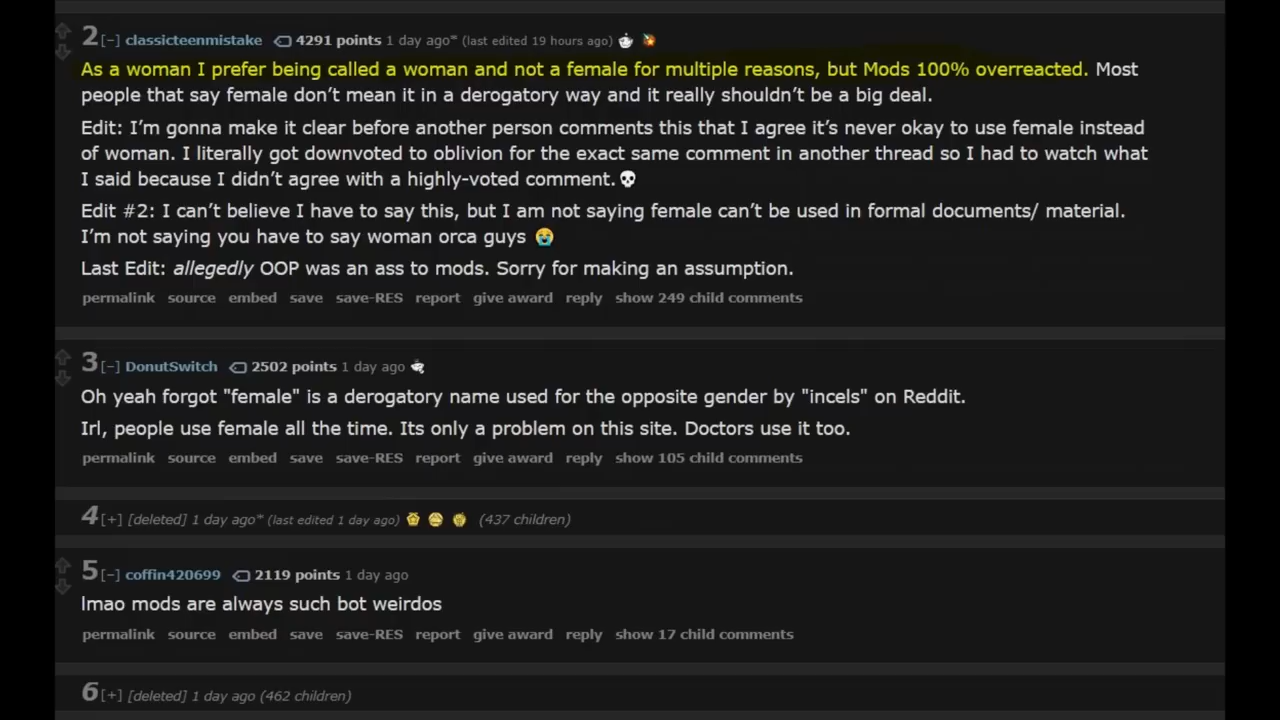 2[–] classicteenmistake 4291 points 1 day ago* (last edited 19 hours ago)
As a woman I prefer being called a woman and not a female for multiple reasons, but Mods 100% overreacted. Most
people that say female don’t mean it in a derogatory way and it really shouldn’t be a big deal.
Edit: I’m gonna make it clear before another person comments this that I agree it’s never okay to use female instead
of woman. I literally got downvoted to oblivion for the exact same comment in another thread so I had to watch what
I said because I didn’t agree with a highly-voted comment.💀
Edit #2: I can’t believe I have to say this, but I am not saying female can’t be used in formal documents/ material.
I’m not saying you have to say woman orca guys 😭
Last Edit: allegedly OOP was an ass to mods. Sorry for making an assumption.
permalink source embed save save-RES report give award reply show 249 child comments
3[–] DonutSwitch 2502 points 1 day ago
Oh yeah forgot "female" is a derogatory name used for the opposite gender by "incels" on Reddit.
Irl, people use female all the time. Its only a problem on this site. Doctors use it too.
permalink source embed save save-RES report give award reply show 105 child comments
4[+] [deleted] 1 day ago* (last edited 1 day ago) (437 children)
5[–] coffin420699 2119 points 1 day ago
lmao mods are always such bot weirdos
permalink source embed save save-RES report give award reply show 17 child comments
6[+] [deleted] 1 day ago (462 children)